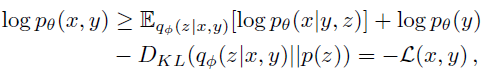 log p_θ(x, y) ≥ 𝔼_{q_ϕ(z|x,y)}[log p_θ(x|y, z)] + log p_θ(y)
− D_{KL}(q_ϕ(z|x, y)||p(z)) = −ℒ(x, y) ,